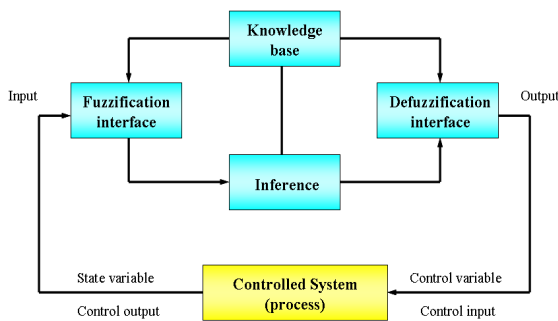 Knowledge
base
Input
Fuzzification
interface
Defuzzification
interface
Output
Inference
State variable
Control output
Controlled System
(process)
Control variable
Control input